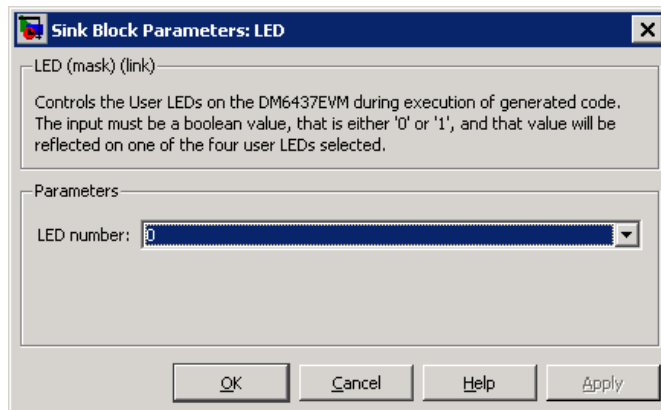 Sink Block Parameters: LED
LED (mask) (link)
Controls the User LEDs on the DM6437EVM during execution of generated code.
The input must be a boolean value, that is either '0' or '1', and that value will be
reflected on one of the four user LEDs selected.
Parameters
LED number: 0
OK Cancel Help Apply